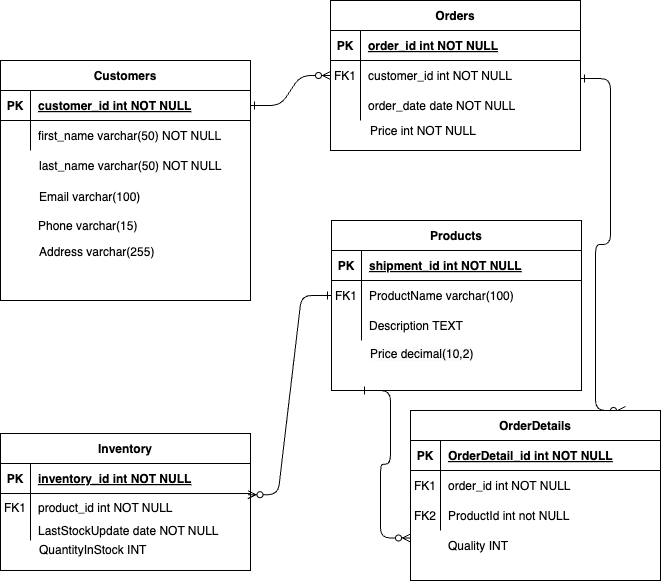 Orders
PK order_id int NOT NULL
FK1 customer_id int NOT NULL
order_date date NOT NULL
Price int NOT NULL
Customers
PK customer_id int NOT NULL
first_name varchar(50) NOT NULL
last_name varchar(50) NOT NULL
Email varchar(100)
Phone varchar(15)
Address varchar(255)
Products
PK shipment_id int NOT NULL
FK1 ProductName varchar(100)
Description TEXT
Price decimal(10,2)
Inventory
PK inventory_id int NOT NULL
FK1 product_id int NOT NULL
LastStockUpdate date NOT NULL
QuantityInStock INT
OrderDetails
PK OrderDetail_id int NOT NULL
FK1 order_id int NOT NULL
FK2 ProductId int not NULL
Quality INT